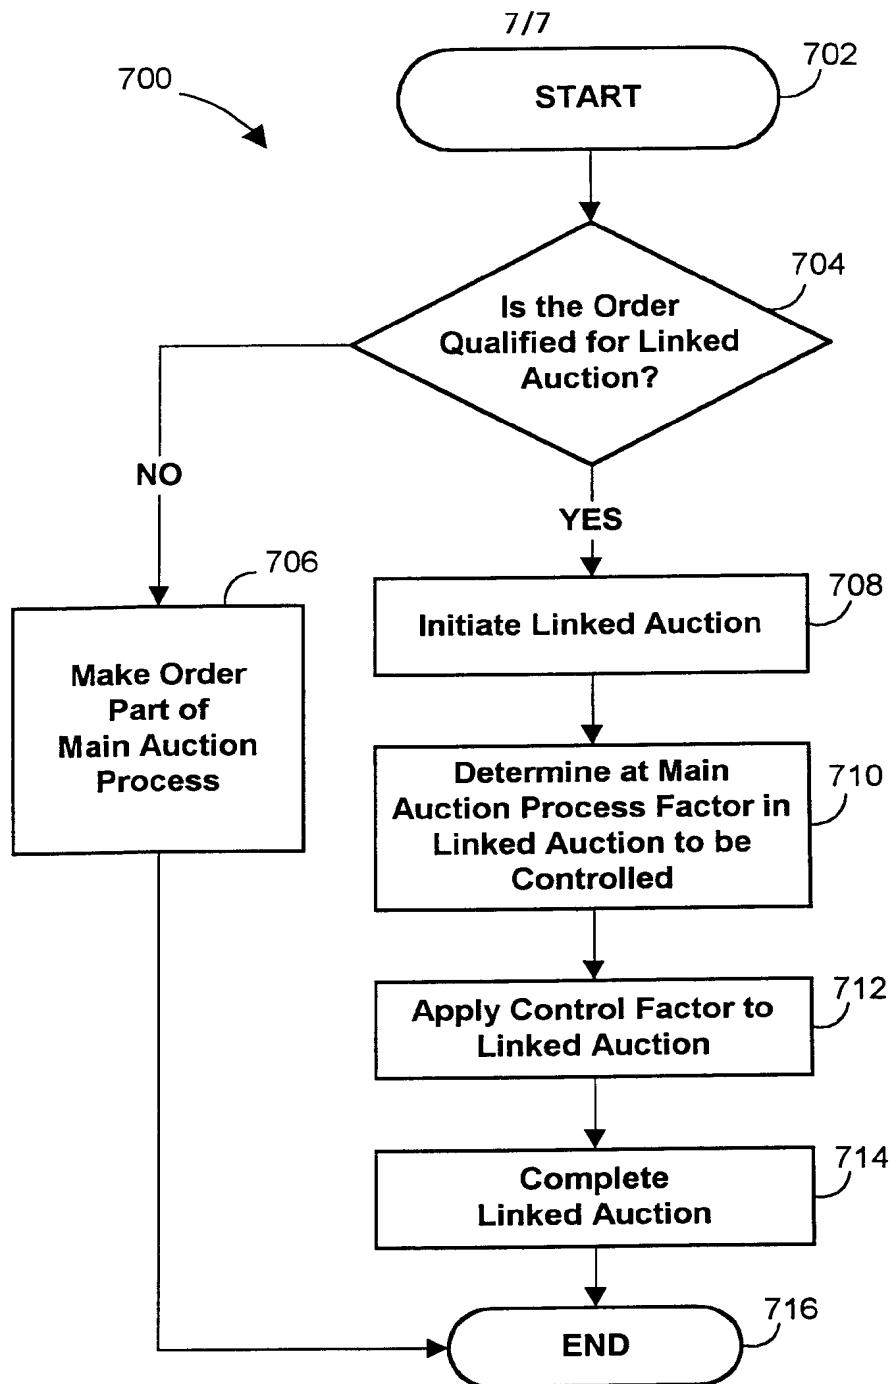 7/7
700
START
702
Is the Order
Qualified for Linked
Auction?
704
NO
YES
706
Make Order
Part of
Main Auction
Process
Initiate Linked Auction
708
Determine at Main
Auction Process Factor in
Linked Auction to be
Controlled
710
Apply Control Factor to
Linked Auction
712
Complete
Linked Auction
714
END
716